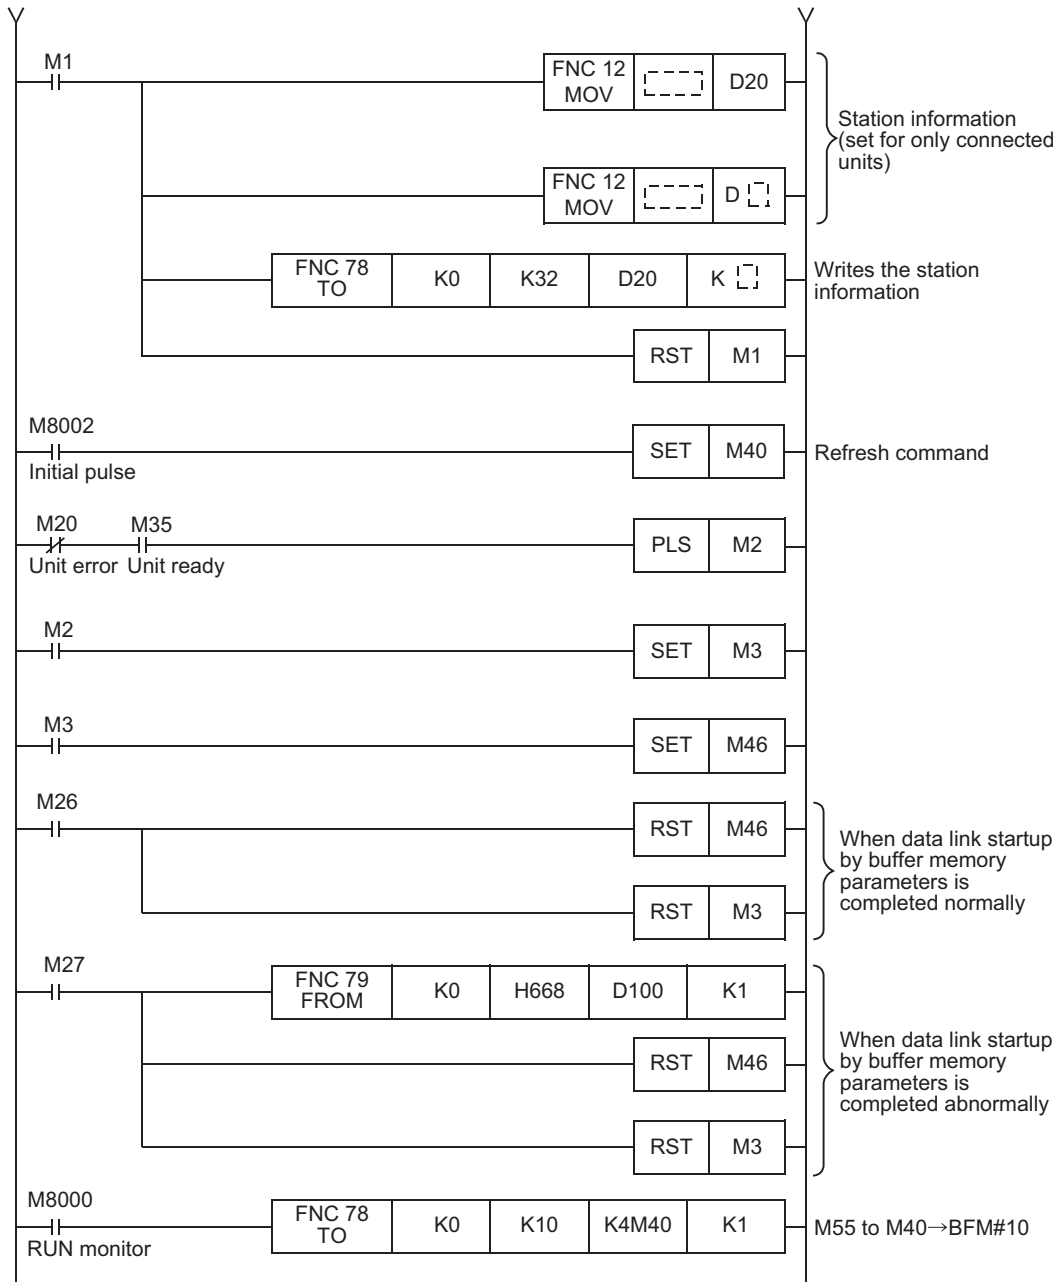 M1
FNC 12
MOV
D20
Station information
(set for only connected
units)
FNC 12
MOV
D
FNC 78
TO
K0
K32
D20
K
Writes the station
information
RST
M1
M8002
Initial pulse
SET
M40
Refresh command
M20
M35
Unit error
Unit ready
PLS
M2
M2
SET
M3
M3
SET
M46
M26
RST
M46
RST
M3
When data link startup
by buffer memory
parameters is
completed normally
M27
FNC 79
FROM
K0
H668
D100
K1
RST
M46
RST
M3
When data link startup
by buffer memory
parameters is
completed abnormally
M8000
RUN monitor
FNC 78
TO
K0
K10
K4M40
K1
M55 to M40→BFM#10